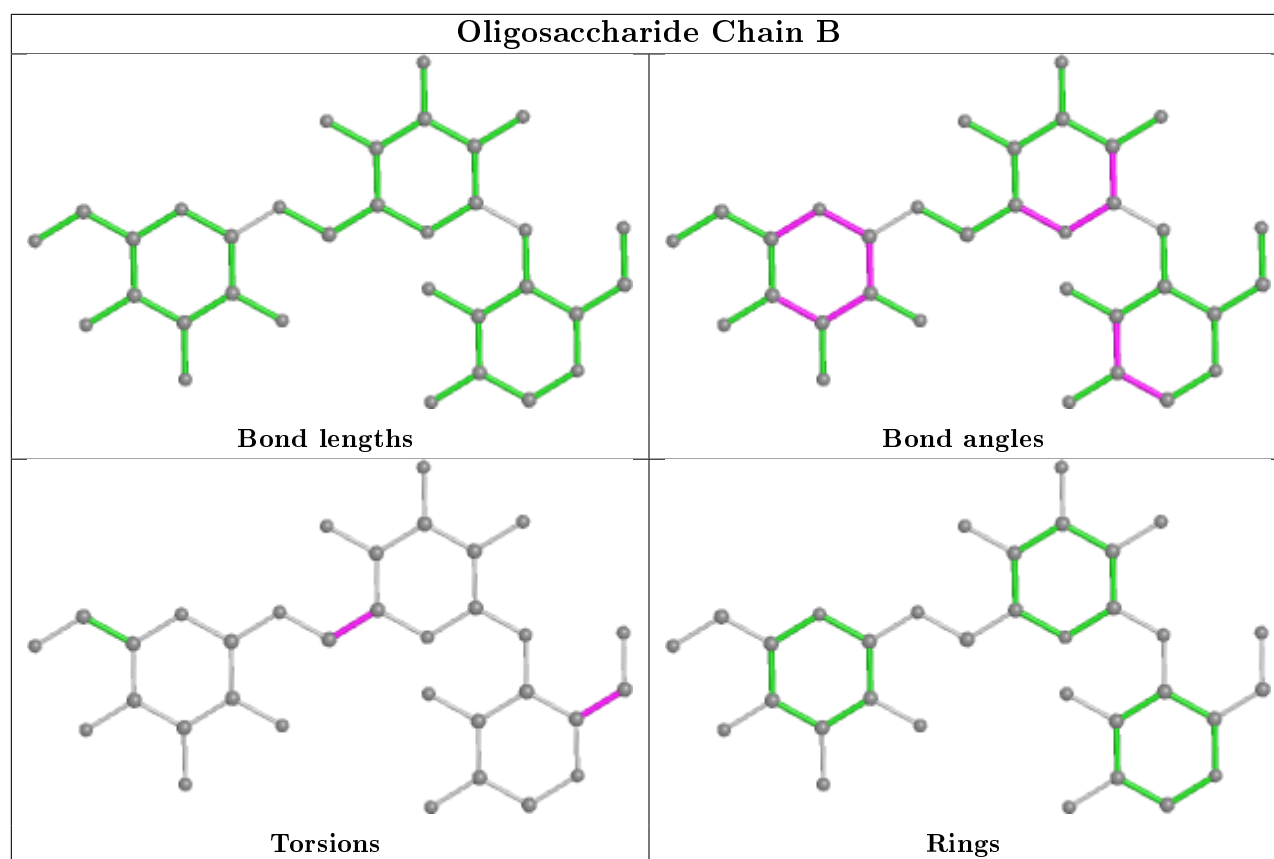 Oligosaccharide Chain B
Bond lengths
Bond angles
Torsions
Rings